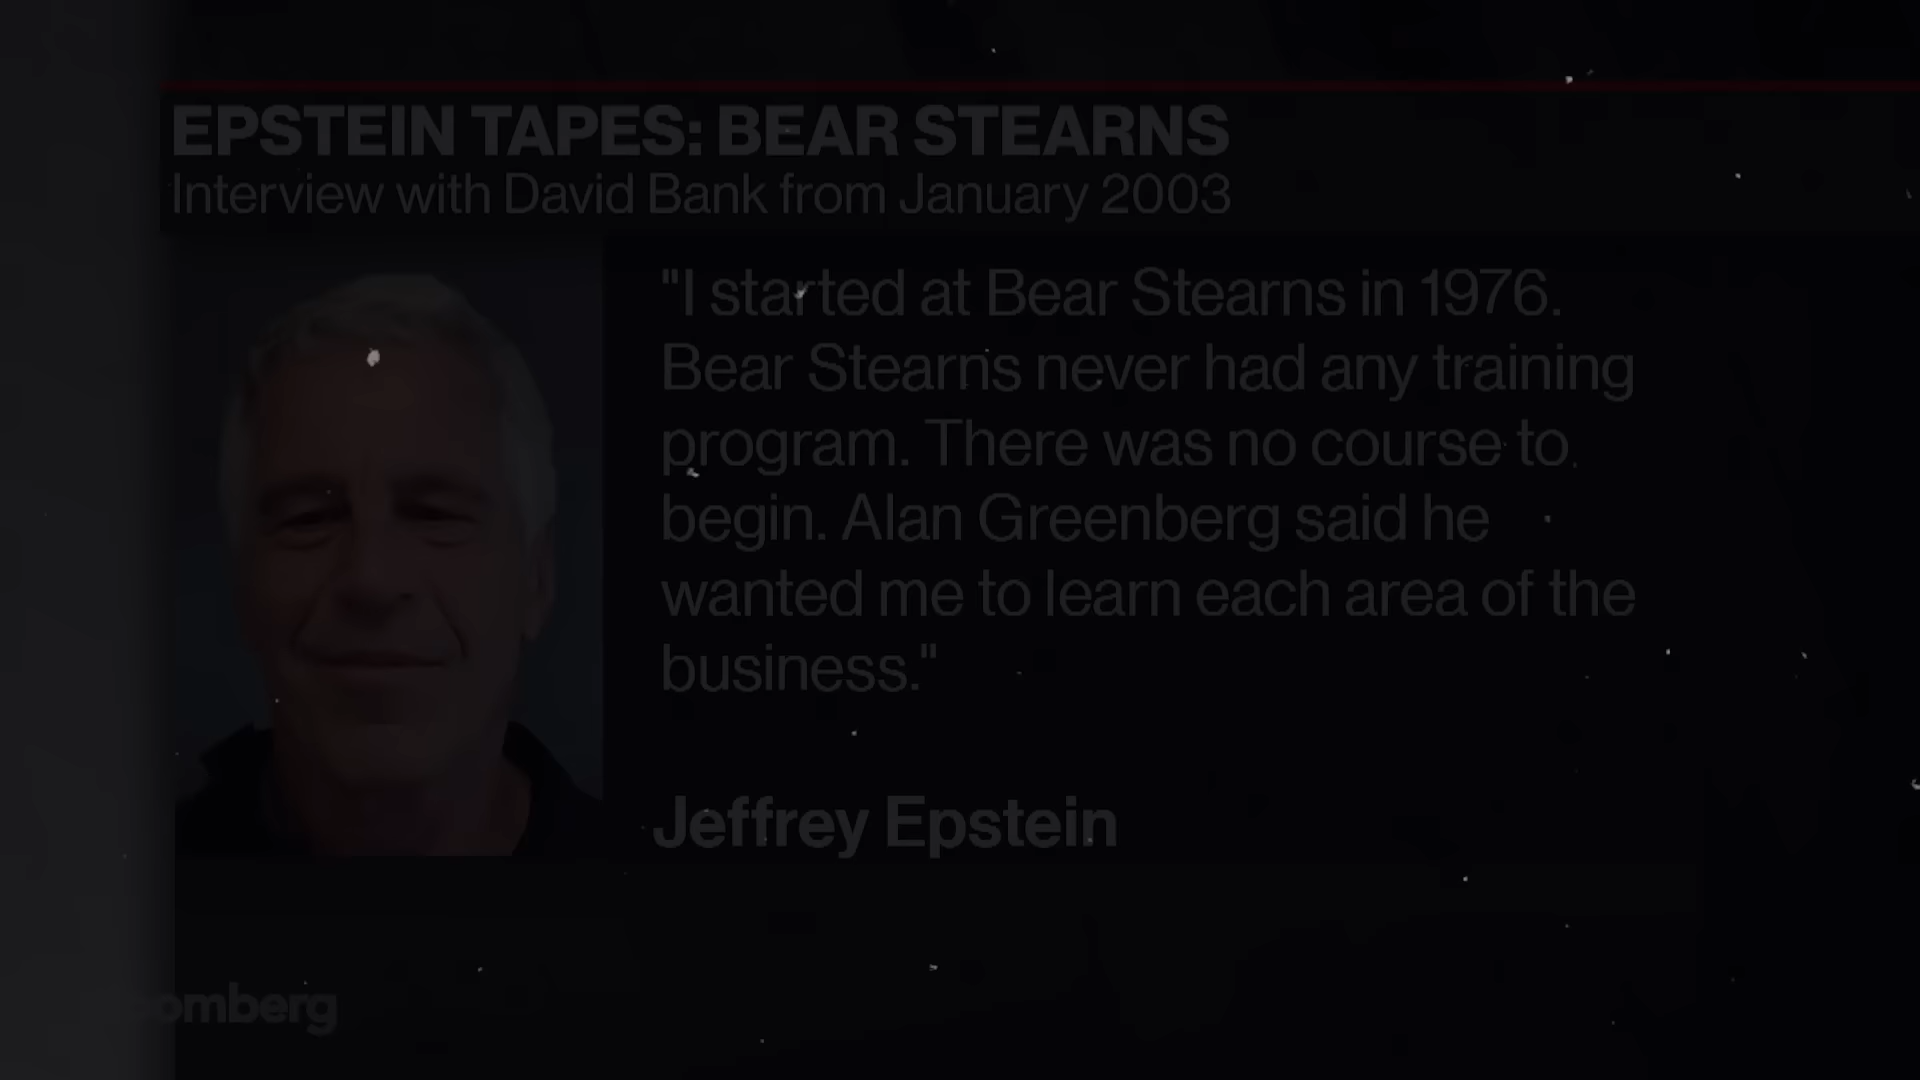 EPSTEIN TAPES: BEAR STEARNS
Interview with David Bank from January 2003
"I started at Bear Stearns in 1976.
Bear Stearns never had any training
program. There was no course to
begin. Alan Greenberg said he
wanted me to learn each area of the
business."
Jeffrey Epstein
omberg